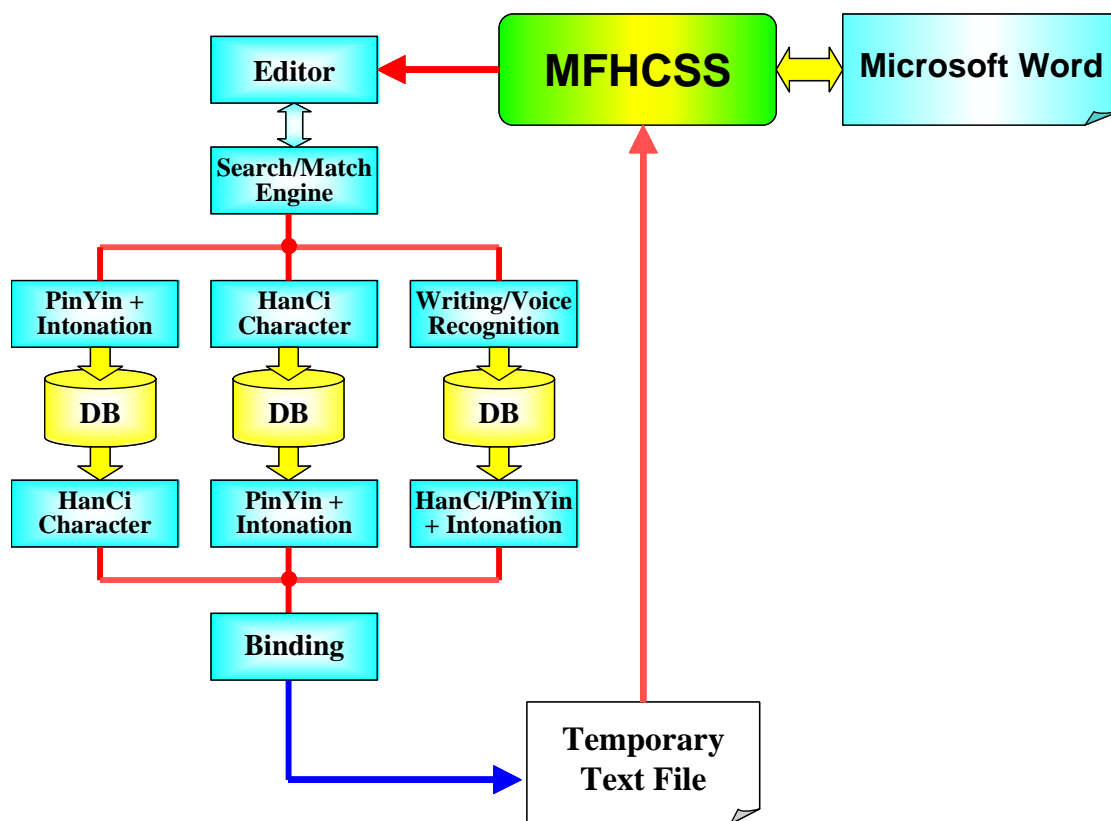 MFHCSS
Microsoft Word
Editor
Search/Match
Engine
PinYin +
Intonation
HanCi
Character
Writing/Voice
Recognition
DB
DB
DB
HanCi
Character
PinYin +
Intonation
HanCi/PinYin
+ Intonation
Binding
Temporary
Text File